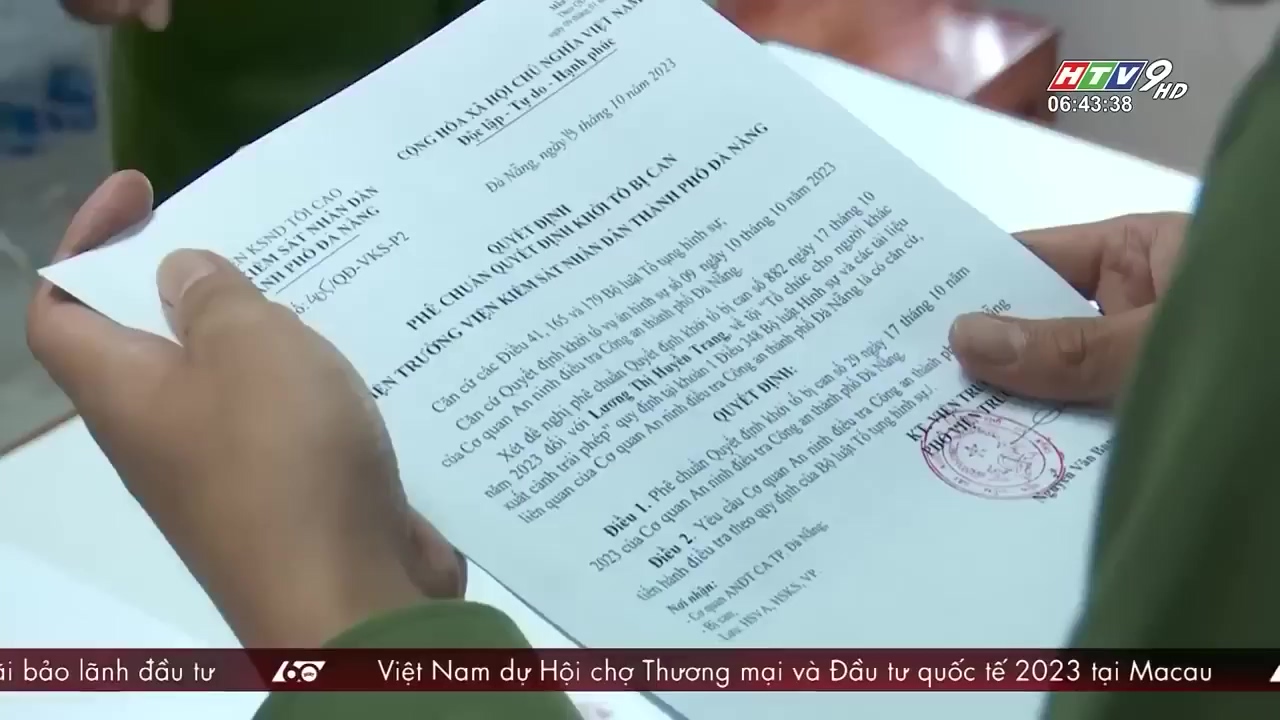 HTV9 HD
06:43:38
CỘNG HÒA XÃ HỘI CHỦ NGHĨA VIỆT NAM
Độc lập - Tự do - Hạnh phúc
Đà Nẵng, ngày 19 tháng 10 năm 2023
KSND TỐI CAO
KIỂM SÁT NHÂN DÂN
THÀNH PHỐ ĐÀ NẴNG
405/QĐ-VKS-P2
QUYẾT ĐỊNH
PHÊ CHUẨN QUYẾT ĐỊNH KHỞI TỐ BỊ CAN
VIỆN TRƯỞNG VIỆN KIỂM SÁT NHÂN DÂN THÀNH PHỐ ĐÀ NẴNG
Căn cứ các Điều 41, 165 và 179 Bộ luật Tố tụng hình sự;
Căn cứ Quyết định khởi tố vụ án hình sự số 09 ngày 10 tháng 10 năm 2023
của Cơ quan An ninh điều tra Công an thành phố Đà Nẵng.
Xét đề nghị phê chuẩn Quyết định khởi tố bị can số 882 ngày 17 tháng 10
năm 2023 đối với Lương Thị Huyền Trang, về tội "Tổ chức cho người khác
xuất cảnh trái phép" quy định tại khoản 1 Điều 348 Bộ luật Hình sự và các tài liệu
liên quan của Cơ quan An ninh điều tra Công an thành phố Đà Nẵng là có căn cứ,
QUYẾT ĐỊNH:
Điều 1. Phê chuẩn Quyết định khởi tố bị can số 29 ngày 17 tháng 10 năm
2023 của Cơ quan An ninh điều tra Công an thành phố Đà Nẵng.
Điều 2. Yêu cầu Cơ quan An ninh điều tra Công an thành phố Đà Nẵng
tiến hành điều tra theo quy định của Bộ luật Tố tụng hình sự./.
KT. VIỆN TRƯỞNG
PHÓ VIỆN TRƯỞNG
Nguyễn Văn
Nơi nhận:
- Cơ quan ANĐT CA TP. Đà Nẵng;
- Bị can;
- Lưu: HSVA, HSKS, VP.
bảo lãnh đầu tư 60 Việt Nam dự Hội chợ Thương mại và Đầu tư quốc tế 2023 tại Macau